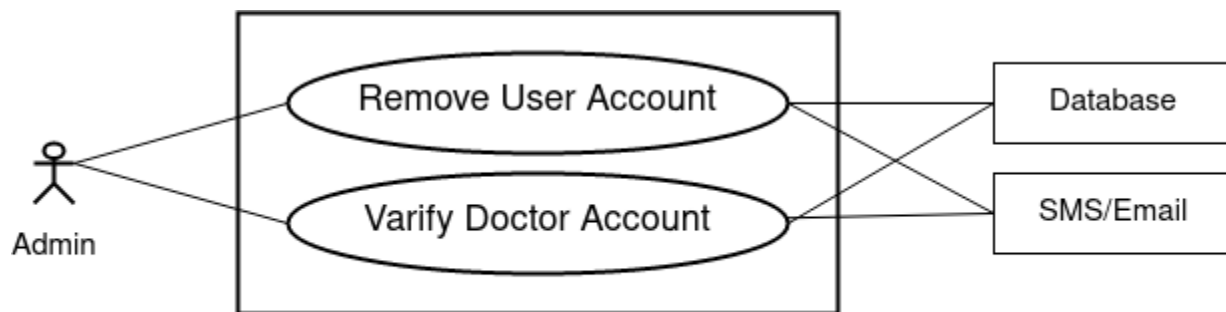 Remove User Account
Database
Varify Doctor Account
SMS/Email
Admin